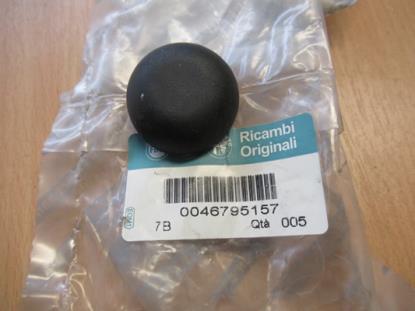 Ricambi
Originali
0046795157
7B Qtà 005